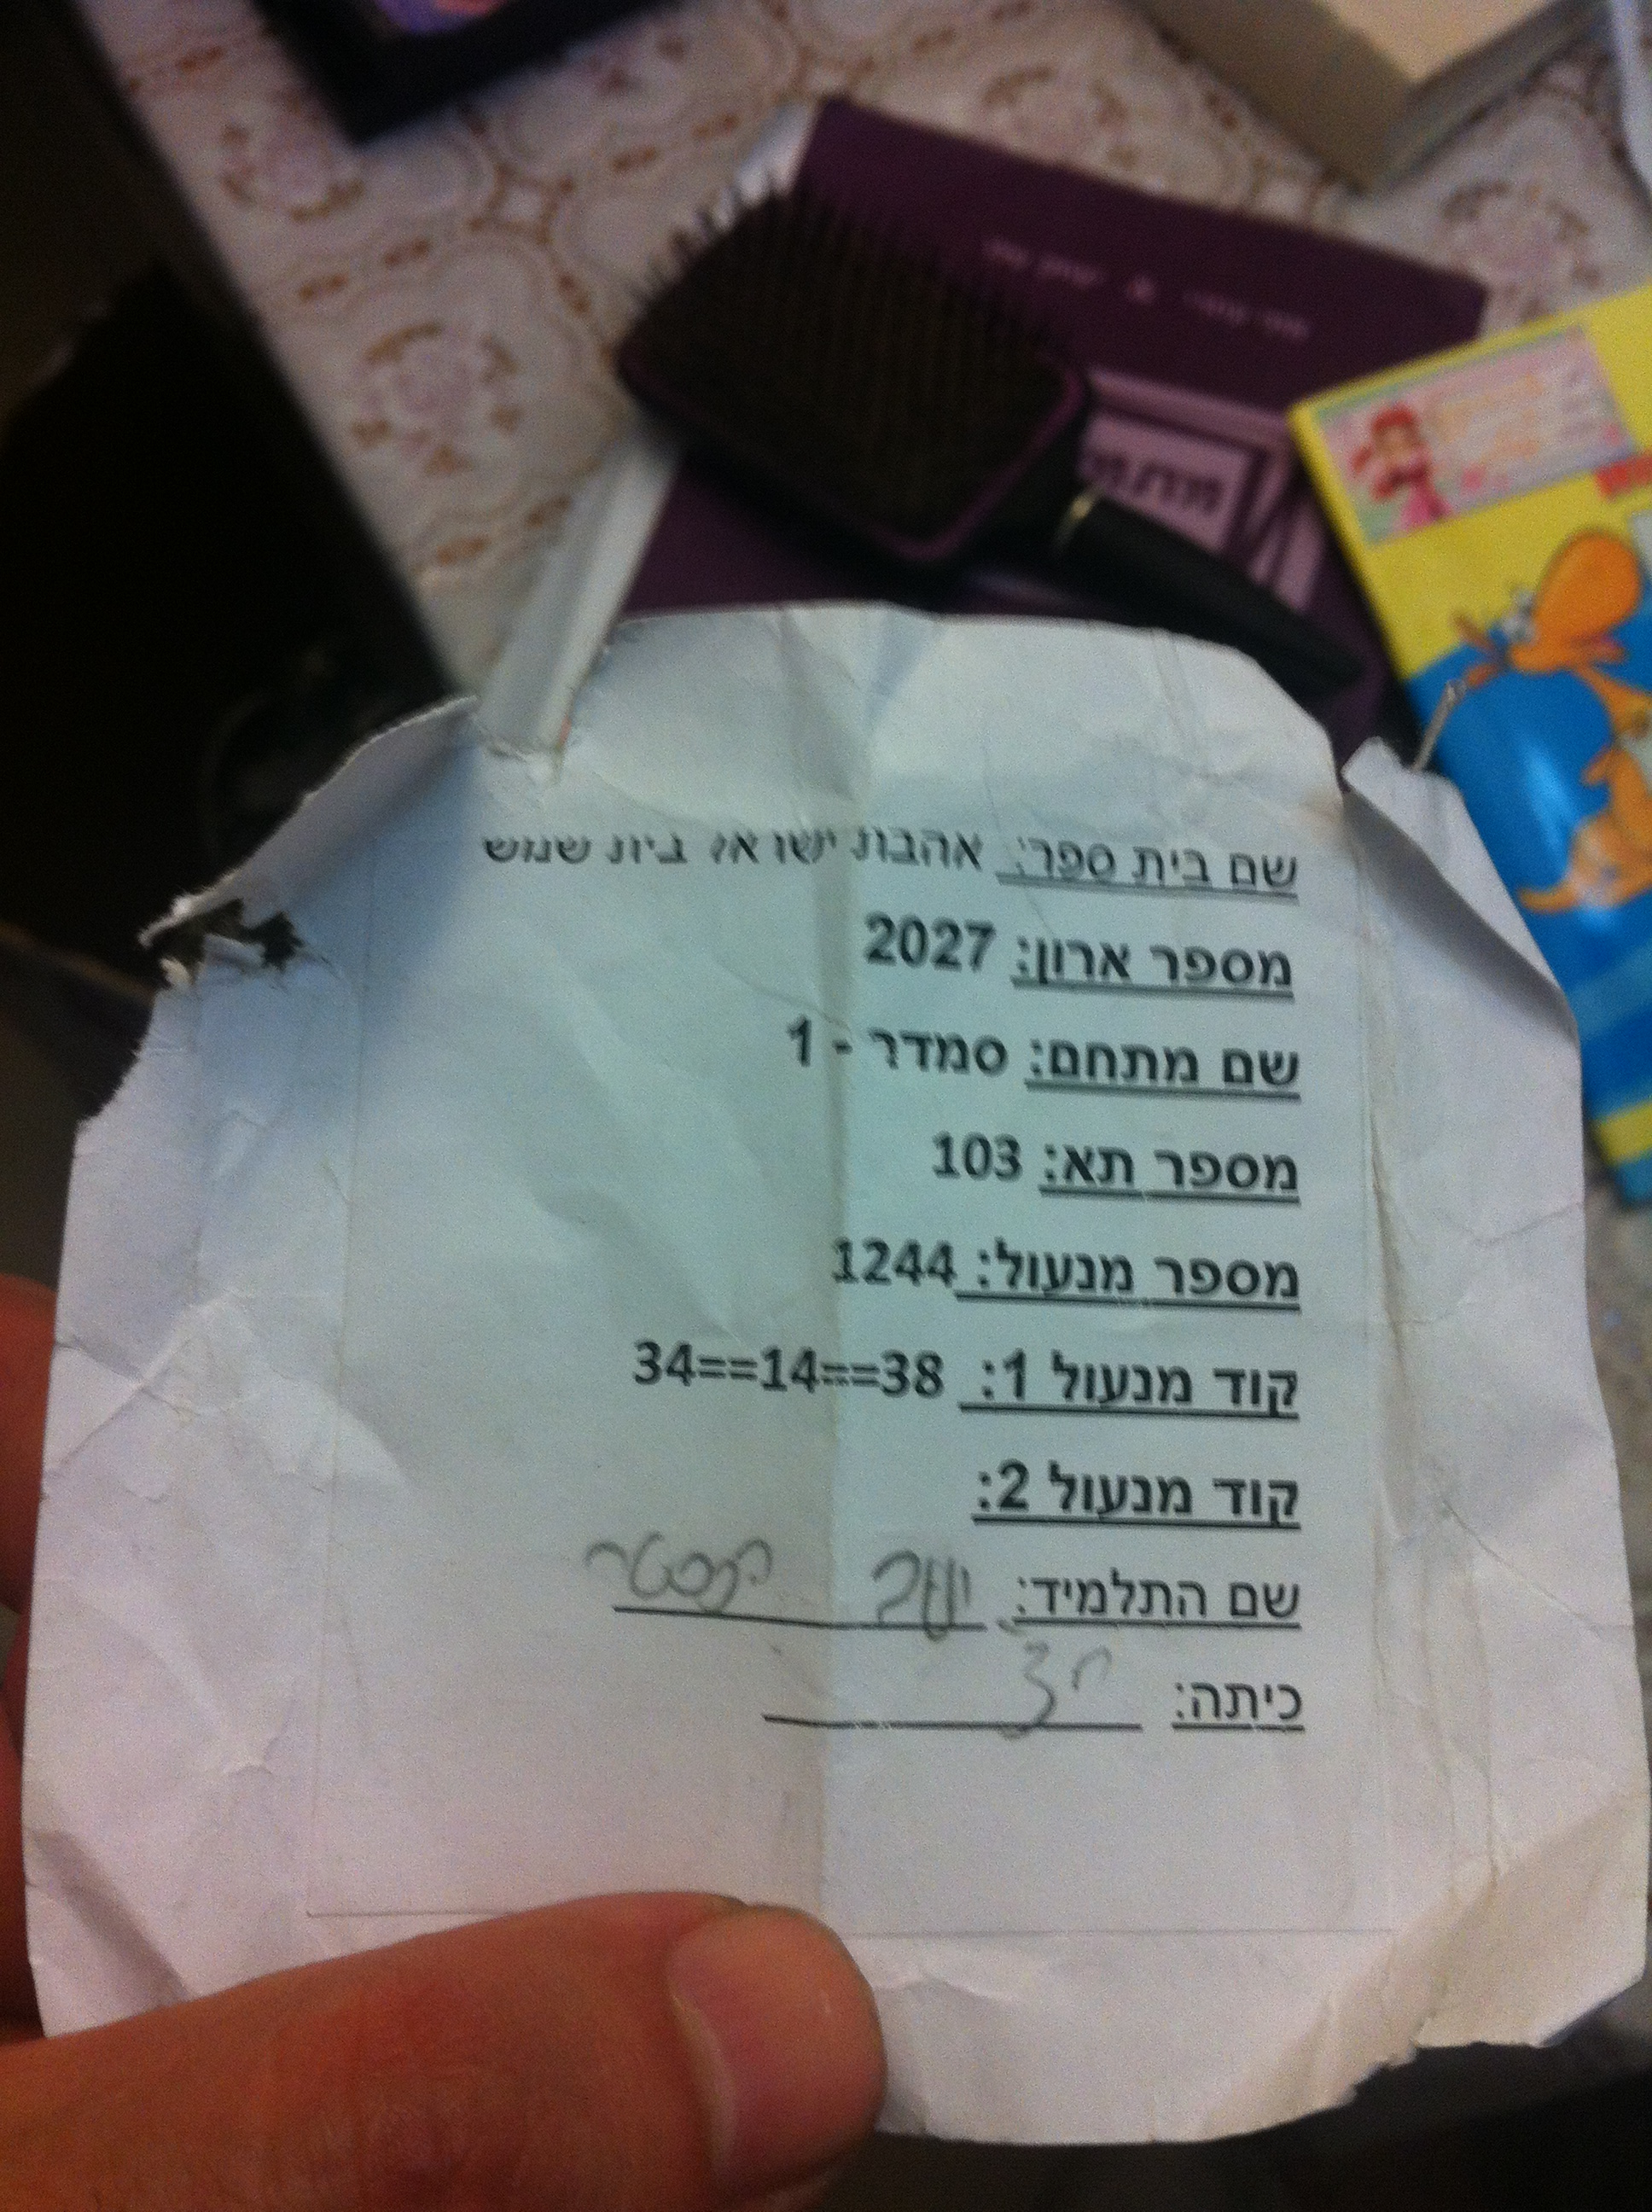 שם בית ספר: אהבת ישראל בית שמש
מספר ארון: 2027
שם מתחם: סמדר - 1
מספר תא: 103
מספר מנעול: 1244
קוד מנעול 1: 34==14==38
קוד מנעול 2:
שם התלמיד:
כיתה: